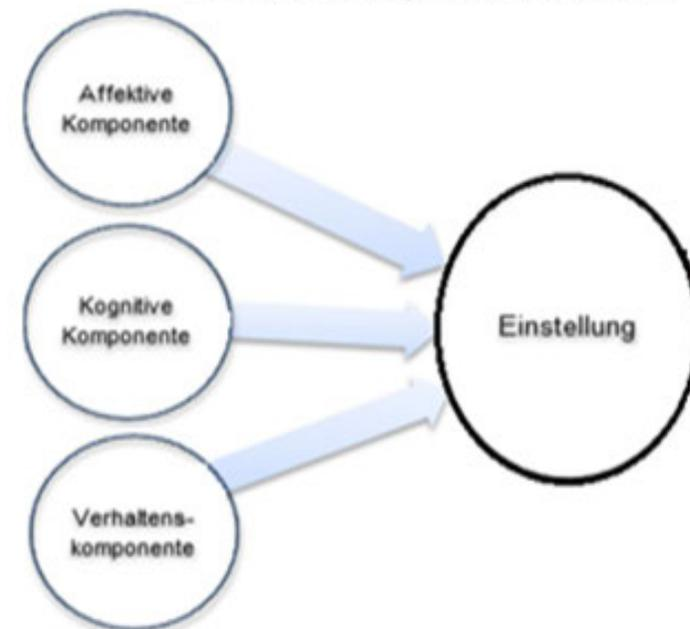 Affektive
Komponente
Kognitive
Komponente
Einstellung
Verhaltens-
komponente